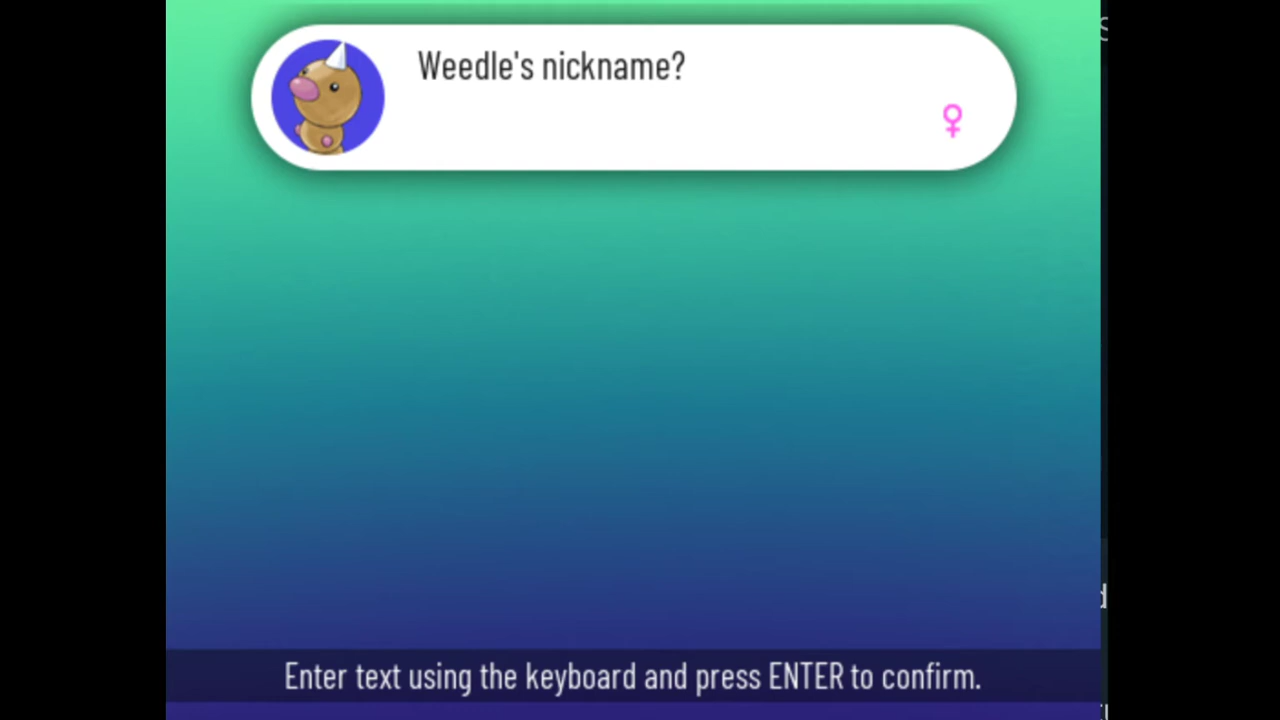 Weedle's nickname?
♀
Enter text using the keyboard and press ENTER to confirm.